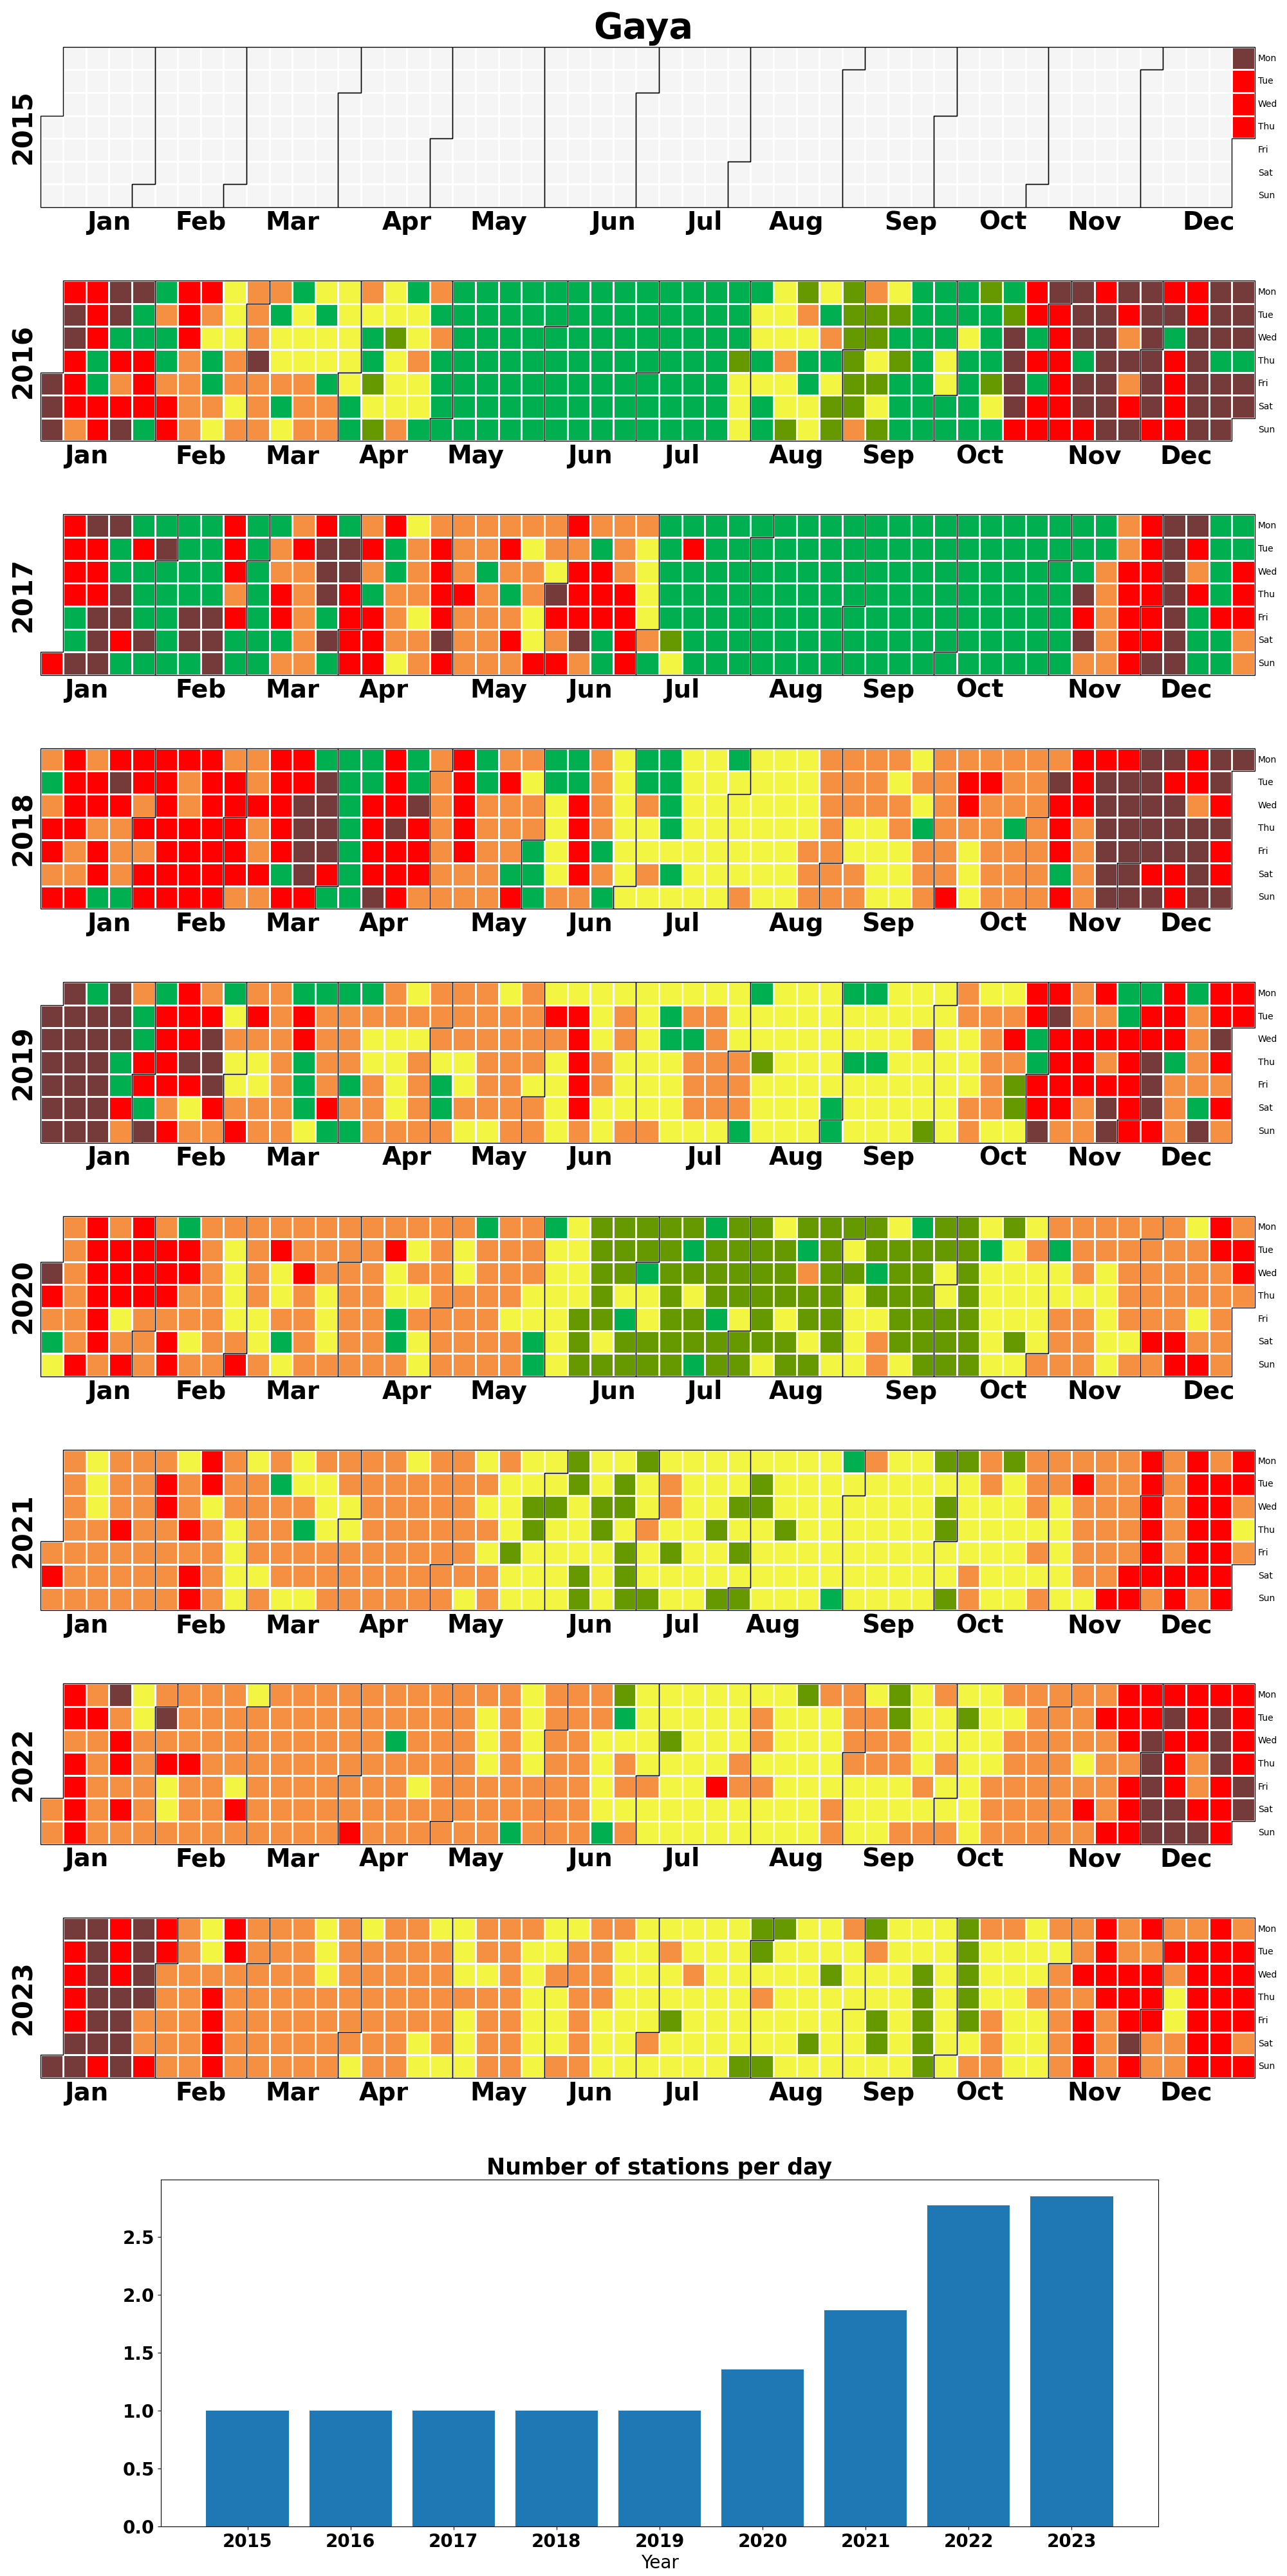 Gaya
2015
Mon
Tue
Wed
Thu
Fri
Sat
Sun
Jan Feb Mar Apr May Jun Jul Aug Sep Oct Nov Dec
2016
Mon
Tue
Wed
Thu
Fri
Sat
Sun
Jan Feb Mar Apr May Jun Jul Aug Sep Oct Nov Dec
2017
Mon
Tue
Wed
Thu
Fri
Sat
Sun
Jan Feb Mar Apr May Jun Jul Aug Sep Oct Nov Dec
2018
Mon
Tue
Wed
Thu
Fri
Sat
Sun
Jan Feb Mar Apr May Jun Jul Aug Sep Oct Nov Dec
2019
Mon
Tue
Wed
Thu
Fri
Sat
Sun
Jan Feb Mar Apr May Jun Jul Aug Sep Oct Nov Dec
2020
Mon
Tue
Wed
Thu
Fri
Sat
Sun
Jan Feb Mar Apr May Jun Jul Aug Sep Oct Nov Dec
2021
Mon
Tue
Wed
Thu
Fri
Sat
Sun
Jan Feb Mar Apr May Jun Jul Aug Sep Oct Nov Dec
2022
Mon
Tue
Wed
Thu
Fri
Sat
Sun
Jan Feb Mar Apr May Jun Jul Aug Sep Oct Nov Dec
2023
Mon
Tue
Wed
Thu
Fri
Sat
Sun
Jan Feb Mar Apr May Jun Jul Aug Sep Oct Nov Dec
Number of stations per day
2.5
2.0
1.5
1.0
0.5
0.0
2015 2016 2017 2018 2019 2020 2021 2022 2023
Year